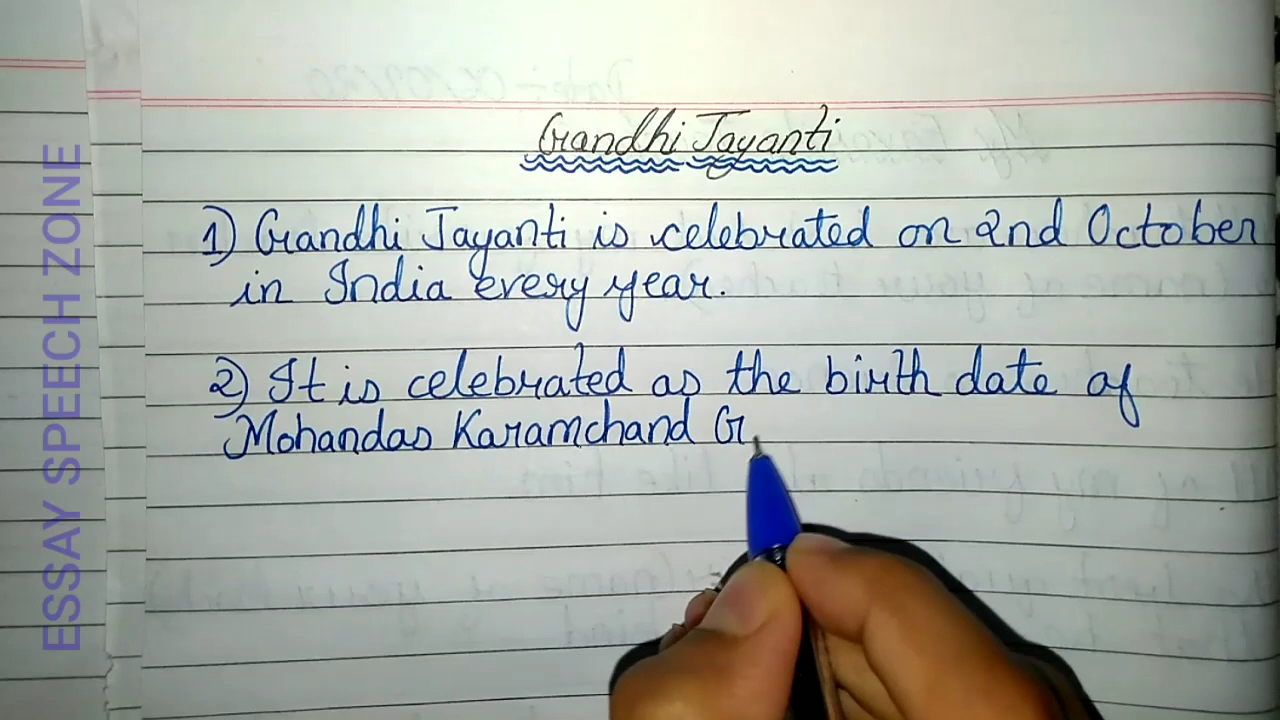 Gandhi Jayanti
1) Gandhi Jayanti is celebrated on 2nd October
in India every year.
2) It is celebrated as the birth date of
Mohandas Karamchand G
ESSAY SPEECH ZONE